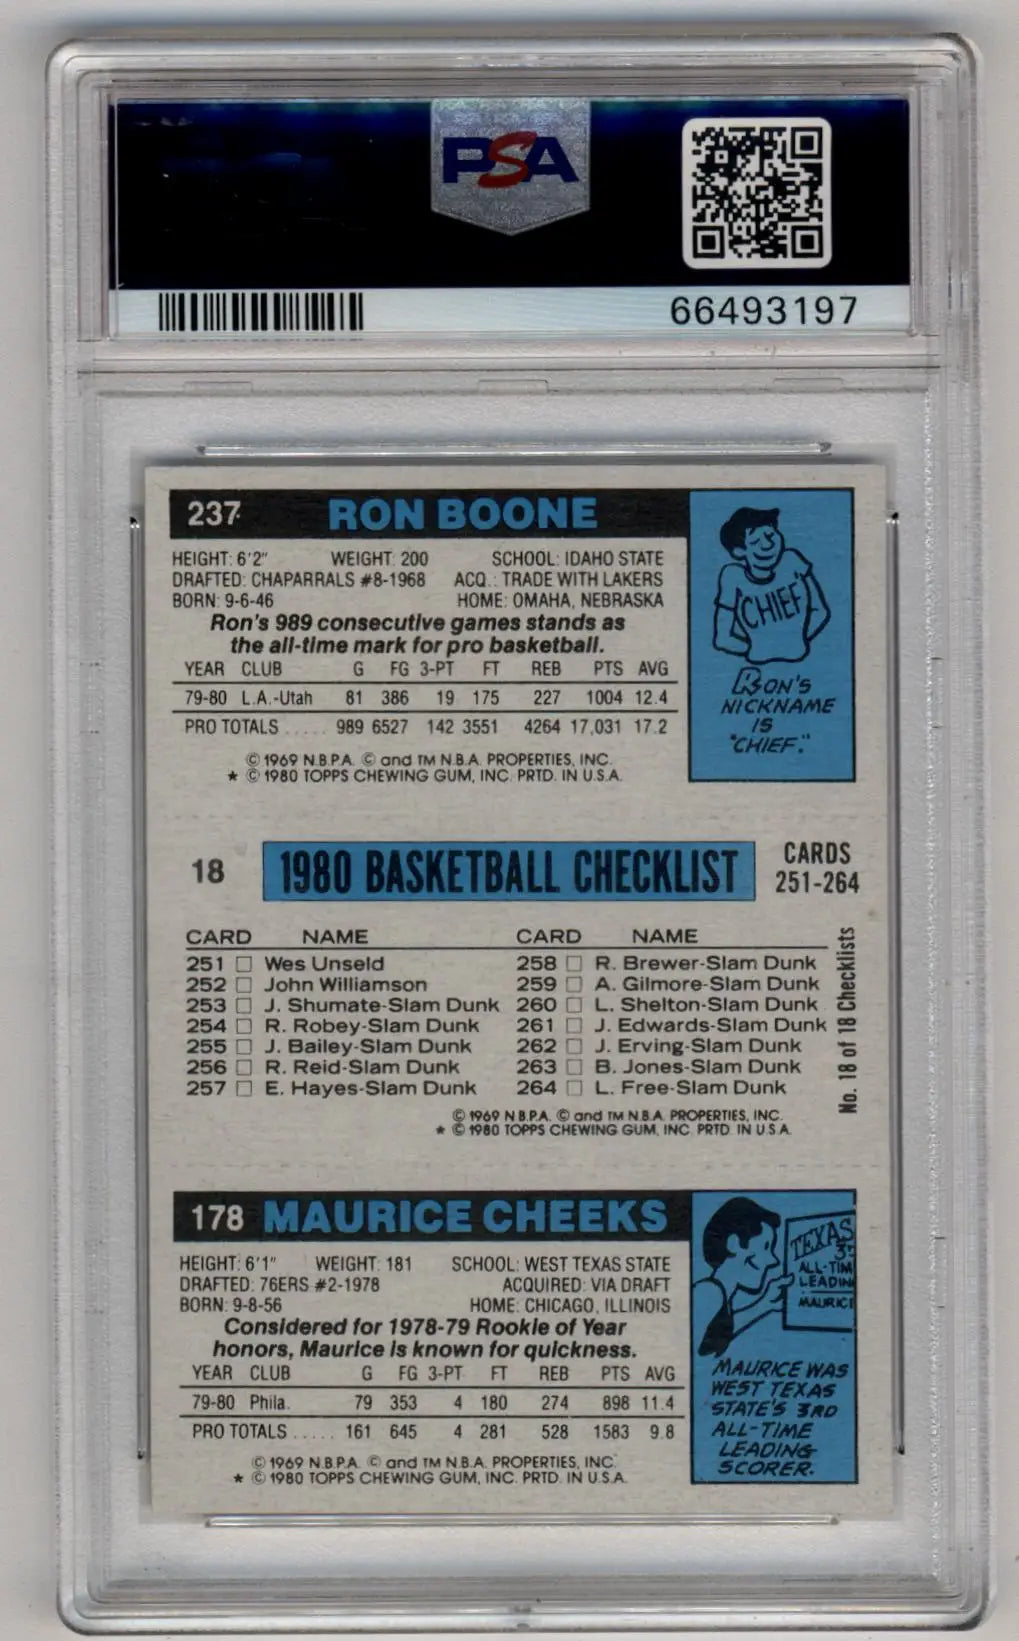 PSA
66493197
237 RON BOONE
HEIGHT: 6'2" WEIGHT: 200 SCHOOL: IDAHO STATE
DRAFTED: CHAPARRALS #8-1968 ACQ.: TRADE WITH LAKERS
BORN: 9-6-46 HOME: OMAHA, NEBRASKA
Ron's 989 consecutive games stands as
the all-time mark for pro basketball.
YEAR CLUB G FG 3-PT FT REB PTS AVG
79-80 L.A.-Utah 81 386 19 175 227 1004 12.4
PRO TOTALS ..... 989 6527 142 3551 4264 17,031 17.2
© 1969 N.B.P.A. © and TM N.B.A. PROPERTIES, INC.
★ © 1980 TOPPS CHEWING GUM, INC. PRTD. IN U.S.A.
CHIEF
RON'S
NICKNAME
IS
"CHIEF."
18 1980 BASKETBALL CHECKLIST CARDS
251-264
CARD NAME CARD NAME
251 □ Wes Unseld 258 □ R. Brewer-Slam Dunk
252 □ John Williamson 259 □ A. Gilmore-Slam Dunk
253 □ J. Shumate-Slam Dunk 260 □ L. Shelton-Slam Dunk
254 □ R. Robey-Slam Dunk 261 □ J. Edwards-Slam Dunk
255 □ J. Bailey-Slam Dunk 262 □ J. Erving-Slam Dunk
256 □ R. Reid-Slam Dunk 263 □ B. Jones-Slam Dunk
257 □ E. Hayes-Slam Dunk 264 □ L. Free-Slam Dunk
No. 18 of 18 Checklists
© 1969 N.B.P.A. © and TM N.B.A. PROPERTIES, INC.
★ © 1980 TOPPS CHEWING GUM, INC. PRTD. IN U.S.A.
178 MAURICE CHEEKS
HEIGHT: 6'1" WEIGHT: 181 SCHOOL: WEST TEXAS STATE
DRAFTED: 76ERS #2-1978 ACQUIRED: VIA DRAFT
BORN: 9-8-56 HOME: CHICAGO, ILLINOIS
Considered for 1978-79 Rookie of Year
honors, Maurice is known for quickness.
YEAR CLUB G FG 3-PT FT REB PTS AVG
79-80 Phila. 79 353 4 180 274 898 11.4
PRO TOTALS ..... 161 645 4 281 528 1583 9.8
© 1969 N.B.P.A. © and TM N.B.A. PROPERTIES, INC.
★ © 1980 TOPPS CHEWING GUM, INC. PRTD. IN U.S.A.
TEXAS
ALL-TIM
LEADIN
MAURICE
MAURICE WAS
WEST TEXAS
STATE'S 3RD
ALL-TIME
LEADING
SCORER.